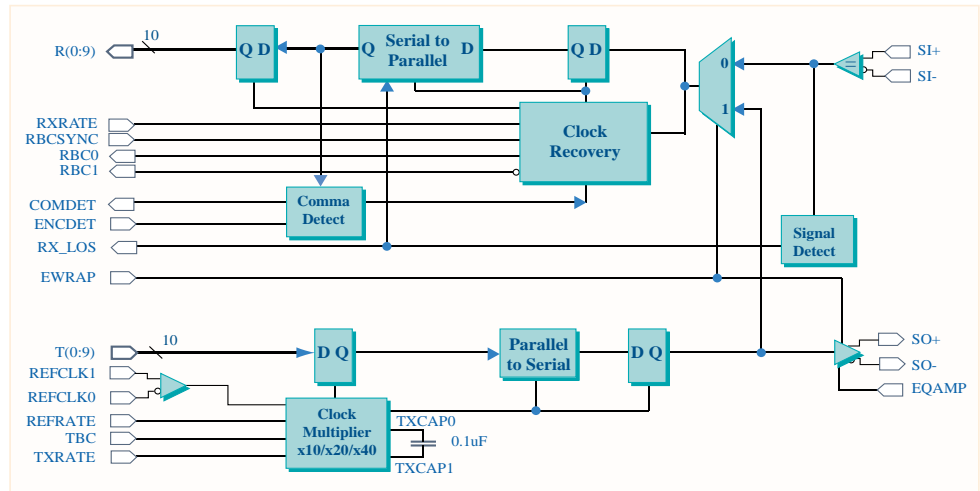 R(0:9)
10
Q D
Q Serial to Parallel D
Q D
0
1
=
SI+
SI-
RXRATE
RBCSYNC
RBC0
RBC1
Clock
Recovery
COMDET
ENCDET
Comma
Detect
RX_LOS
Signal
Detect
EWRAP
T(0:9)
10
D Q
Parallel
to Serial
D Q
SO+
SO-
EQAMP
REFCLK1
REFCLK0
REFRATE
TBC
TXRATE
Clock
Multiplier
x10/x20/x40
TXCAP0
0.1uF
TXCAP1